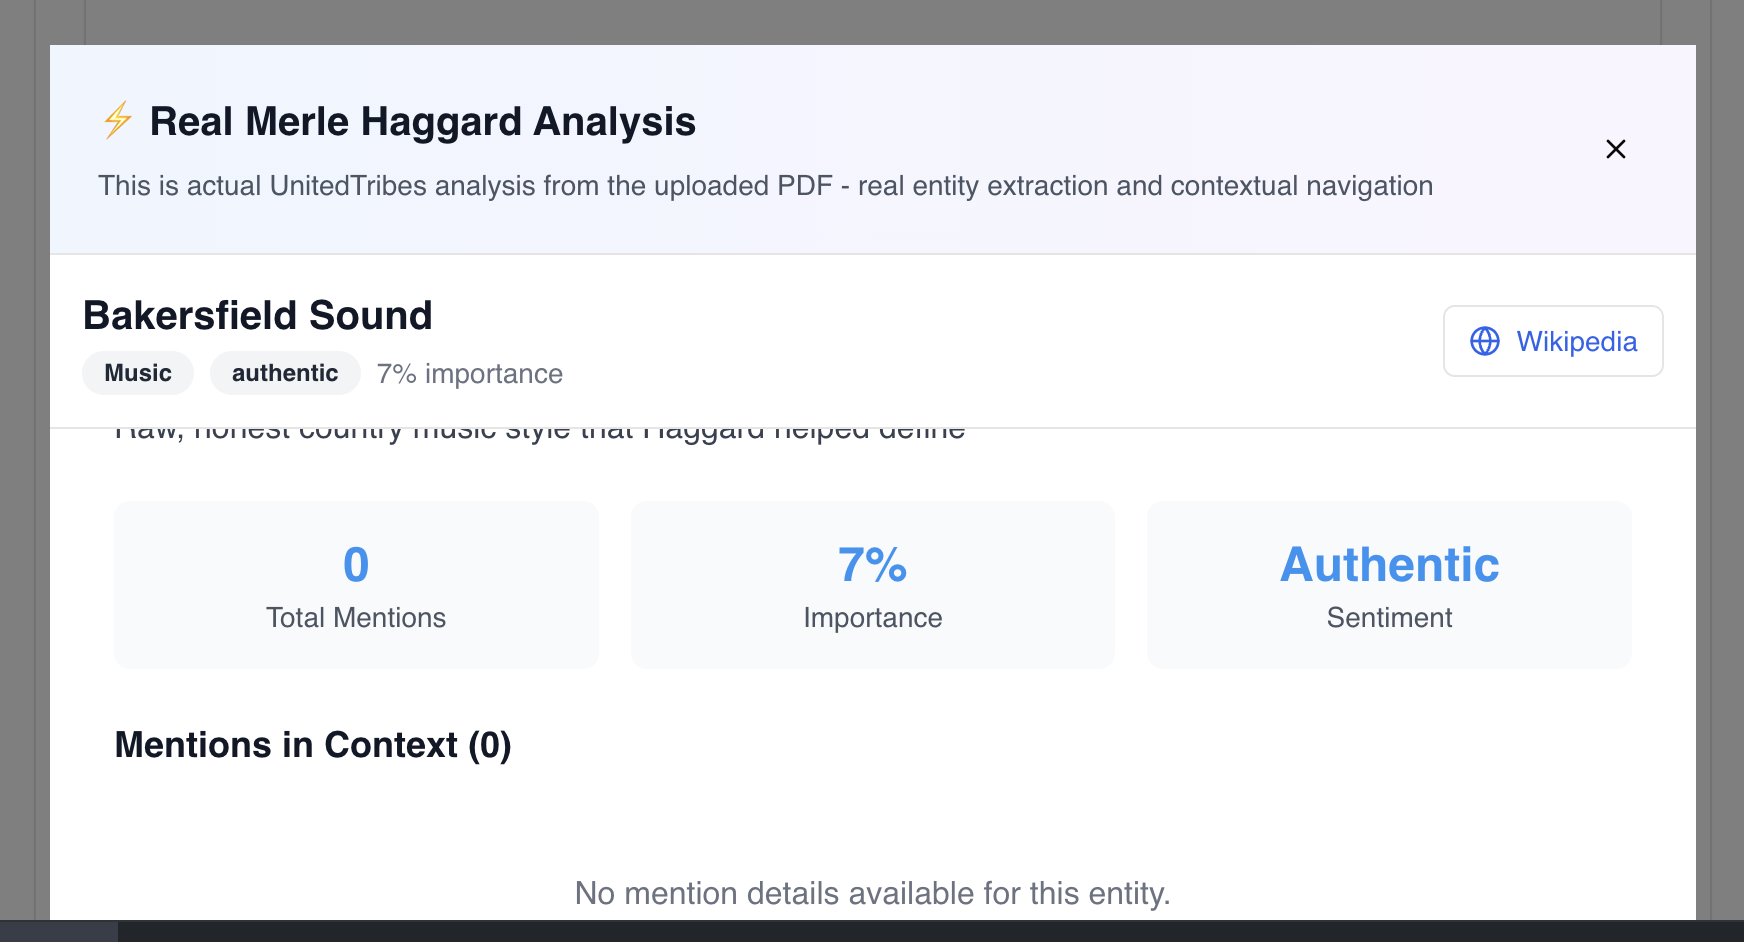 ⚡ Real Merle Haggard Analysis
This is actual UnitedTribes analysis from the uploaded PDF - real entity extraction and contextual navigation
Bakersfield Sound
Music authentic 7% importance
Wikipedia
Raw, honest country music style that Haggard helped define
0
Total Mentions
7%
Importance
Authentic
Sentiment
Mentions in Context (0)
No mention details available for this entity.